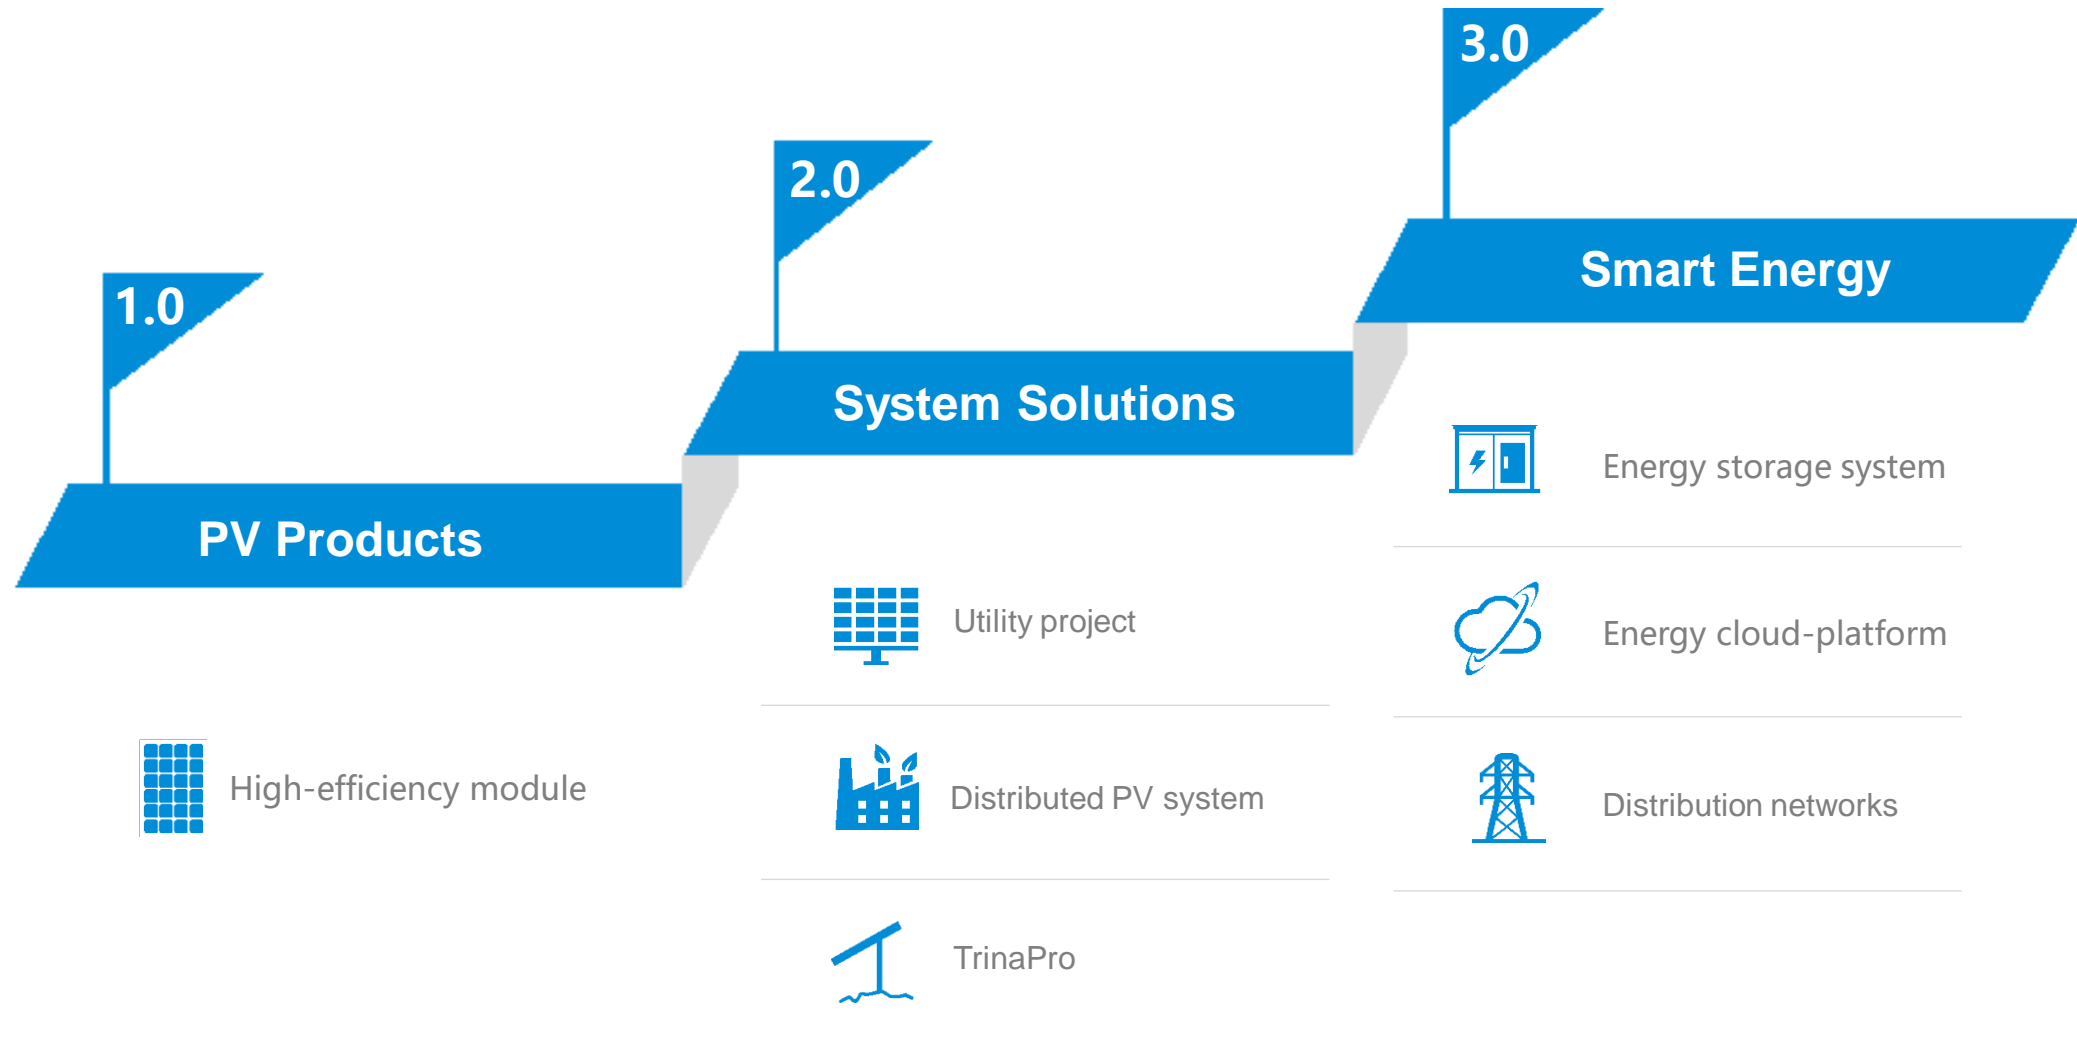 1.0
PV Products
High-efficiency module
2.0
System Solutions
Utility project
Distributed PV system
TrinaPro
3.0
Smart Energy
Energy storage system
Energy cloud-platform
Distribution networks